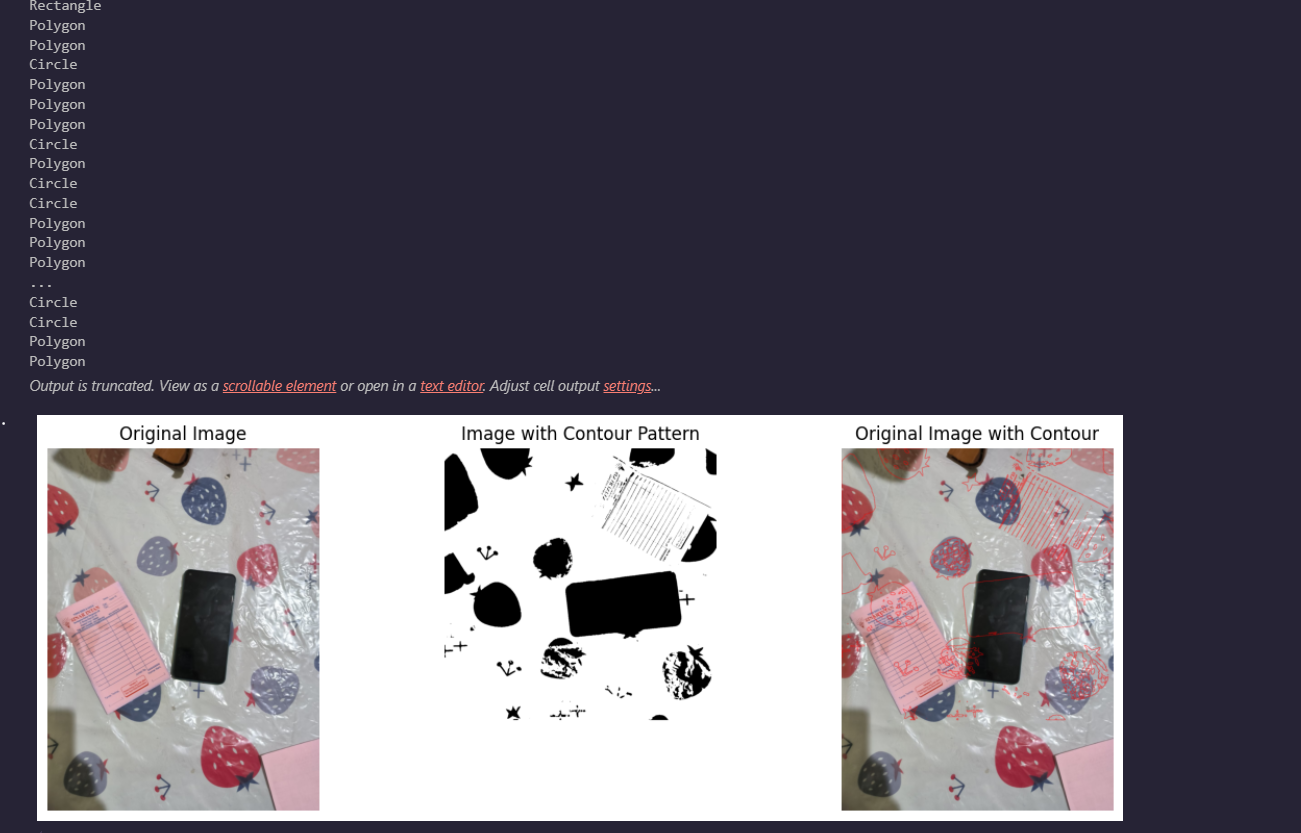 Rectangle
Polygon
Polygon
Circle
Polygon
Polygon
Polygon
Circle
Polygon
Circle
Circle
Polygon
Polygon
Polygon
...
Circle
Circle
Polygon
Polygon
Output is truncated. View as a scrollable element or open in a text editor. Adjust cell output settings...
Original Image
Image with Contour Pattern
Original Image with Contour